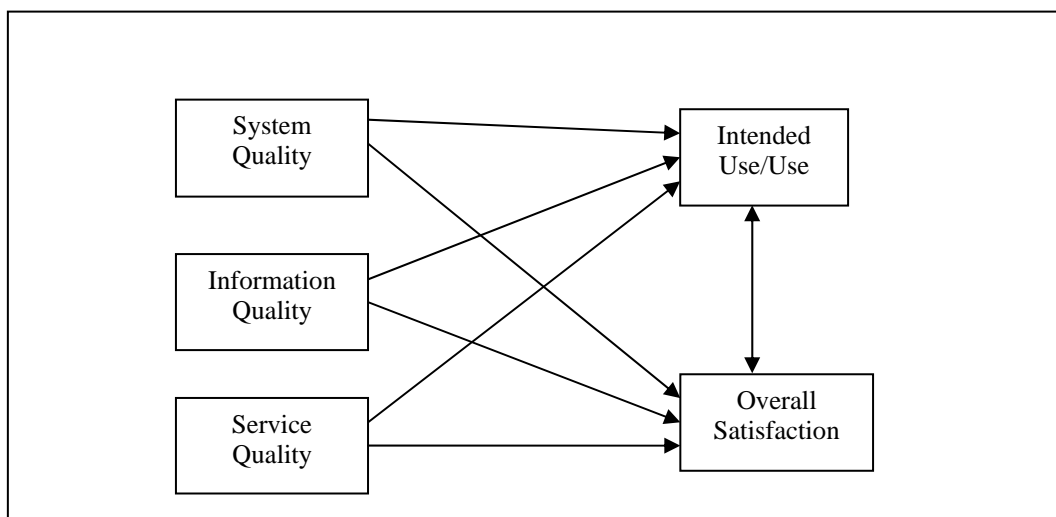 System
Quality
Intended
Use/Use
Information
Quality
Service
Quality
Overall
Satisfaction